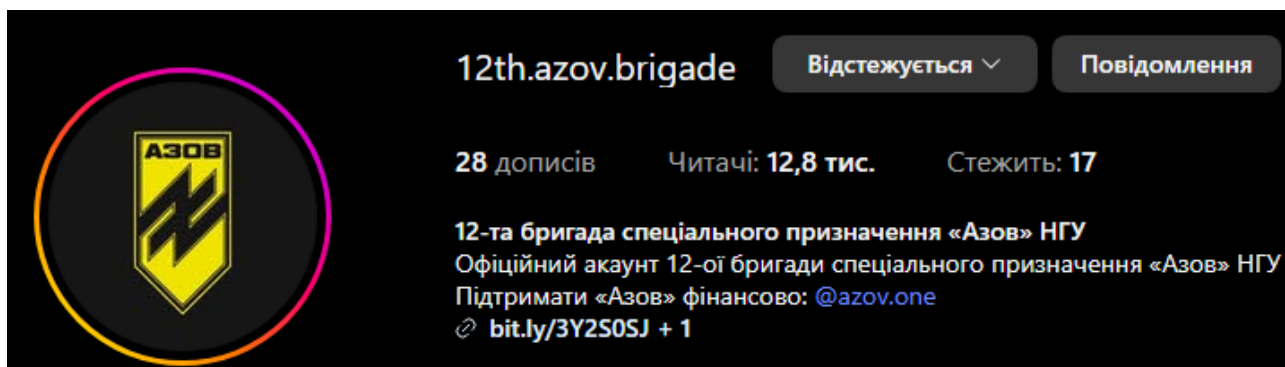 АЗОВ
12th.azov.brigade
Відстежується
Повідомлення
28 дописів Читачі: 12,8 тис. Стежить: 17
12-та бригада спеціального призначення «Азов» НГУ
Офіційний акаунт 12-ої бригади спеціального призначення «Азов» НГУ
Підтримати «Азов» фінансово: @azov.one
bit.ly/3Y2S0SJ + 1